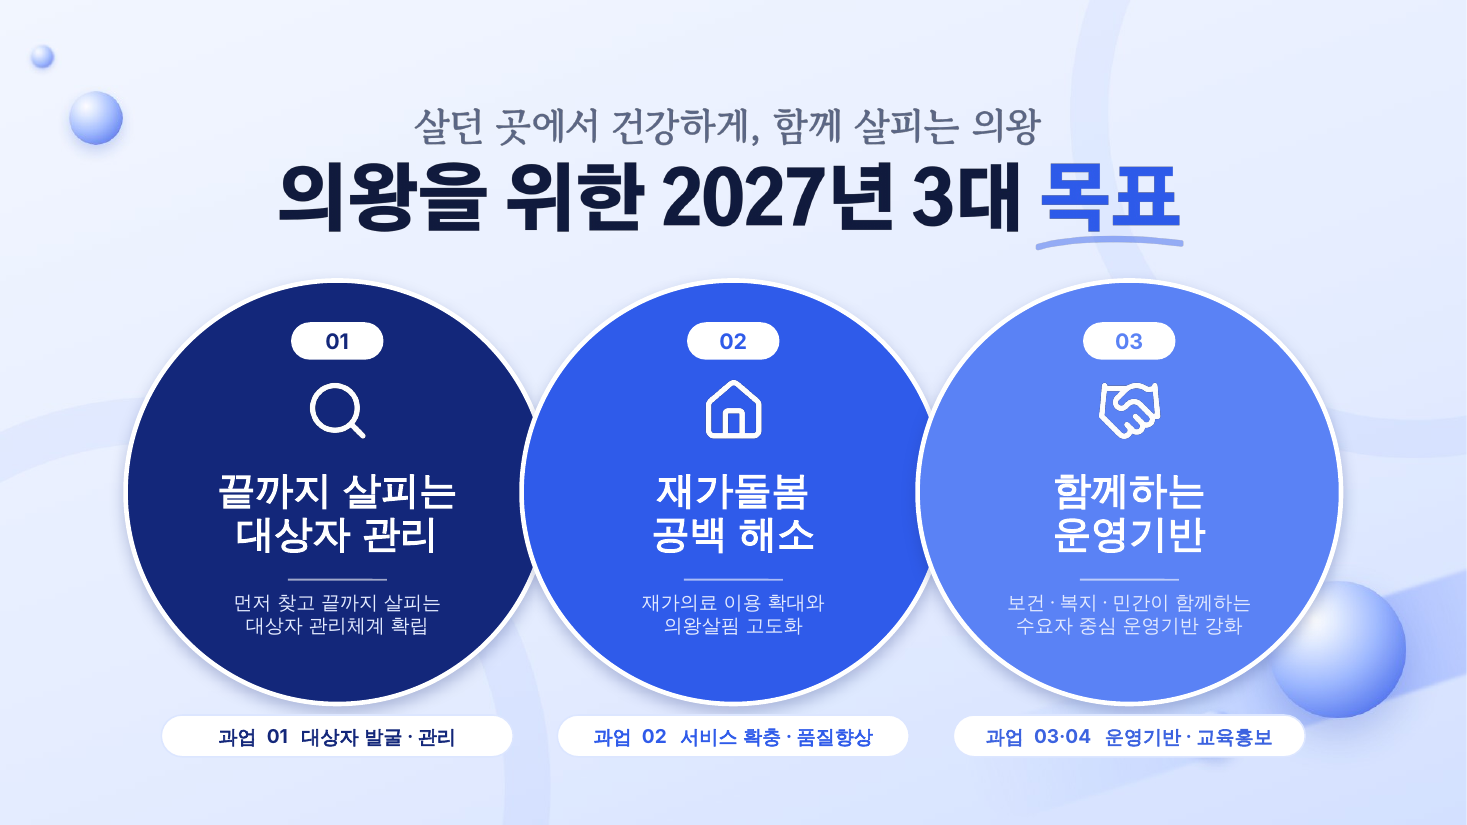 살던 곳에서 건강하게, 함께 살피는 의왕
의왕을 위한 2027년 3대 목표
01
끝까지 살피는
대상자 관리
먼저 찾고 끝까지 살피는
대상자 관리체계 확립
과업 01 대상자 발굴 · 관리
02
재가돌봄
공백 해소
재가의료 이용 확대와
의왕살핌 고도화
과업 02 서비스 확충 · 품질향상
03
함께하는
운영기반
보건 · 복지 · 민간이 함께하는
수요자 중심 운영기반 강화
과업 03·04 운영기반 · 교육홍보